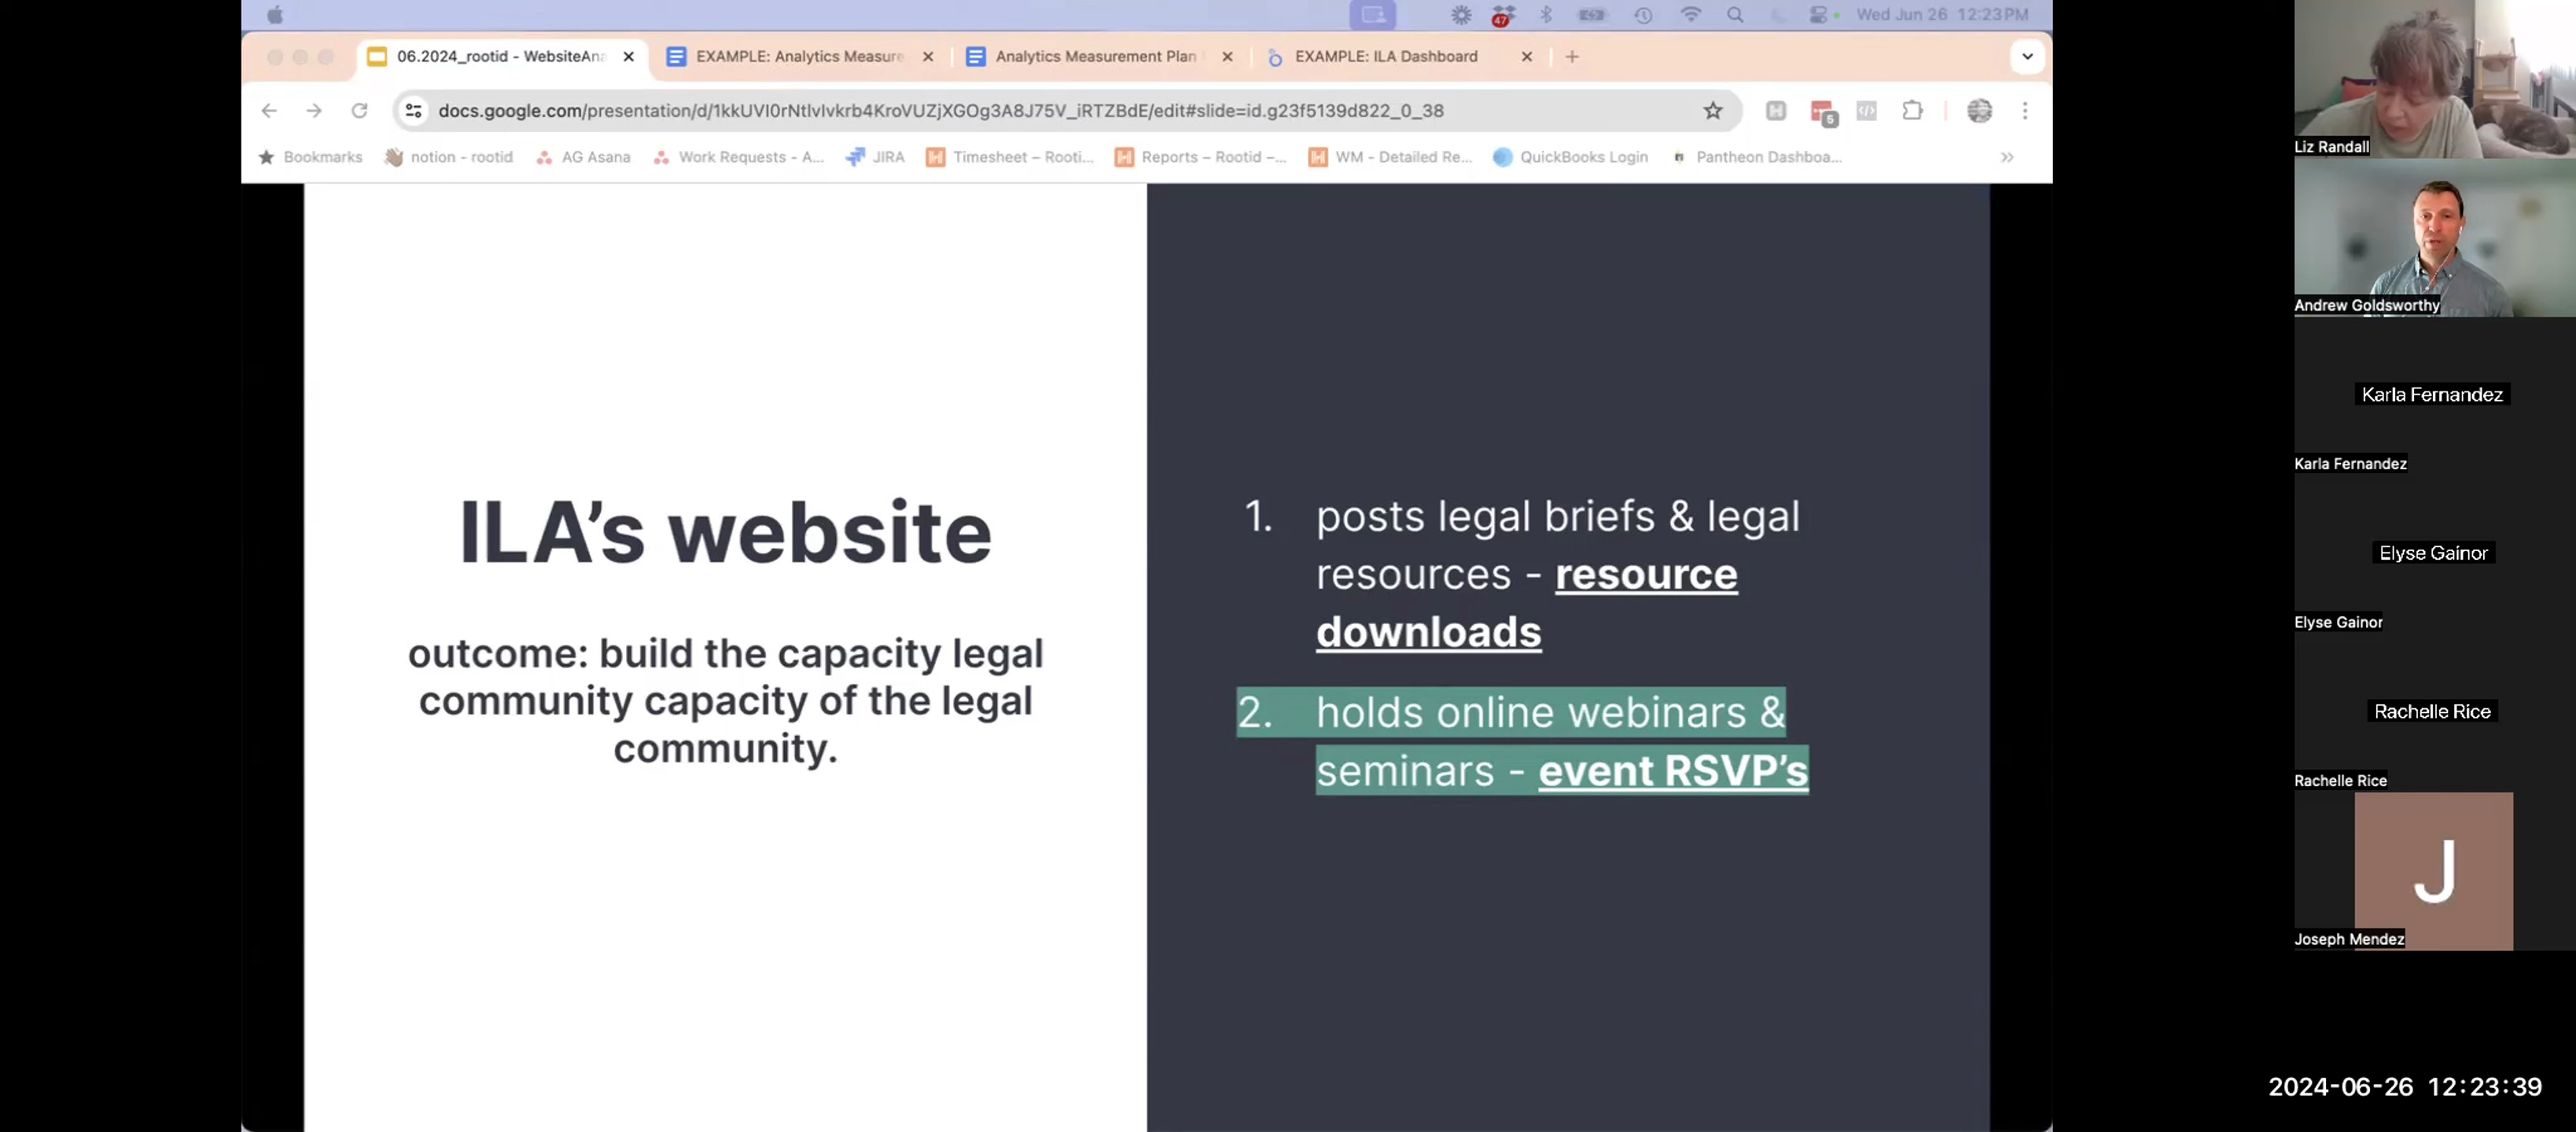 47
Wed Jun 26 12:23 PM
06.2024_rootid - WebsiteAna
EXAMPLE: Analytics Measure
Analytics Measurement Plan
EXAMPLE: ILA Dashboard
docs.google.com/presentation/d/1kkUVI0rNtlvIvkrb4KroVUZjXGOg3A8J75V_iRTZBdE/edit#slide=id.g23f5139d822_0_38
5
Bookmarks
notion - rootid
AG Asana
Work Requests - A...
JIRA
Timesheet – Rooti...
Reports – Rootid –...
WM - Detailed Re...
QuickBooks Login
Pantheon Dashboa...
ILA’s website
outcome: build the capacity legal
community capacity of the legal
community.
1. posts legal briefs & legal
resources - resource
downloads
2. holds online webinars &
seminars - event RSVP’s
Liz Randall
Andrew Goldsworthy
Karla Fernandez
Karla Fernandez
Elyse Gainor
Elyse Gainor
Rachelle Rice
Rachelle Rice
J
Joseph Mendez
2024-06-26 12:23:39